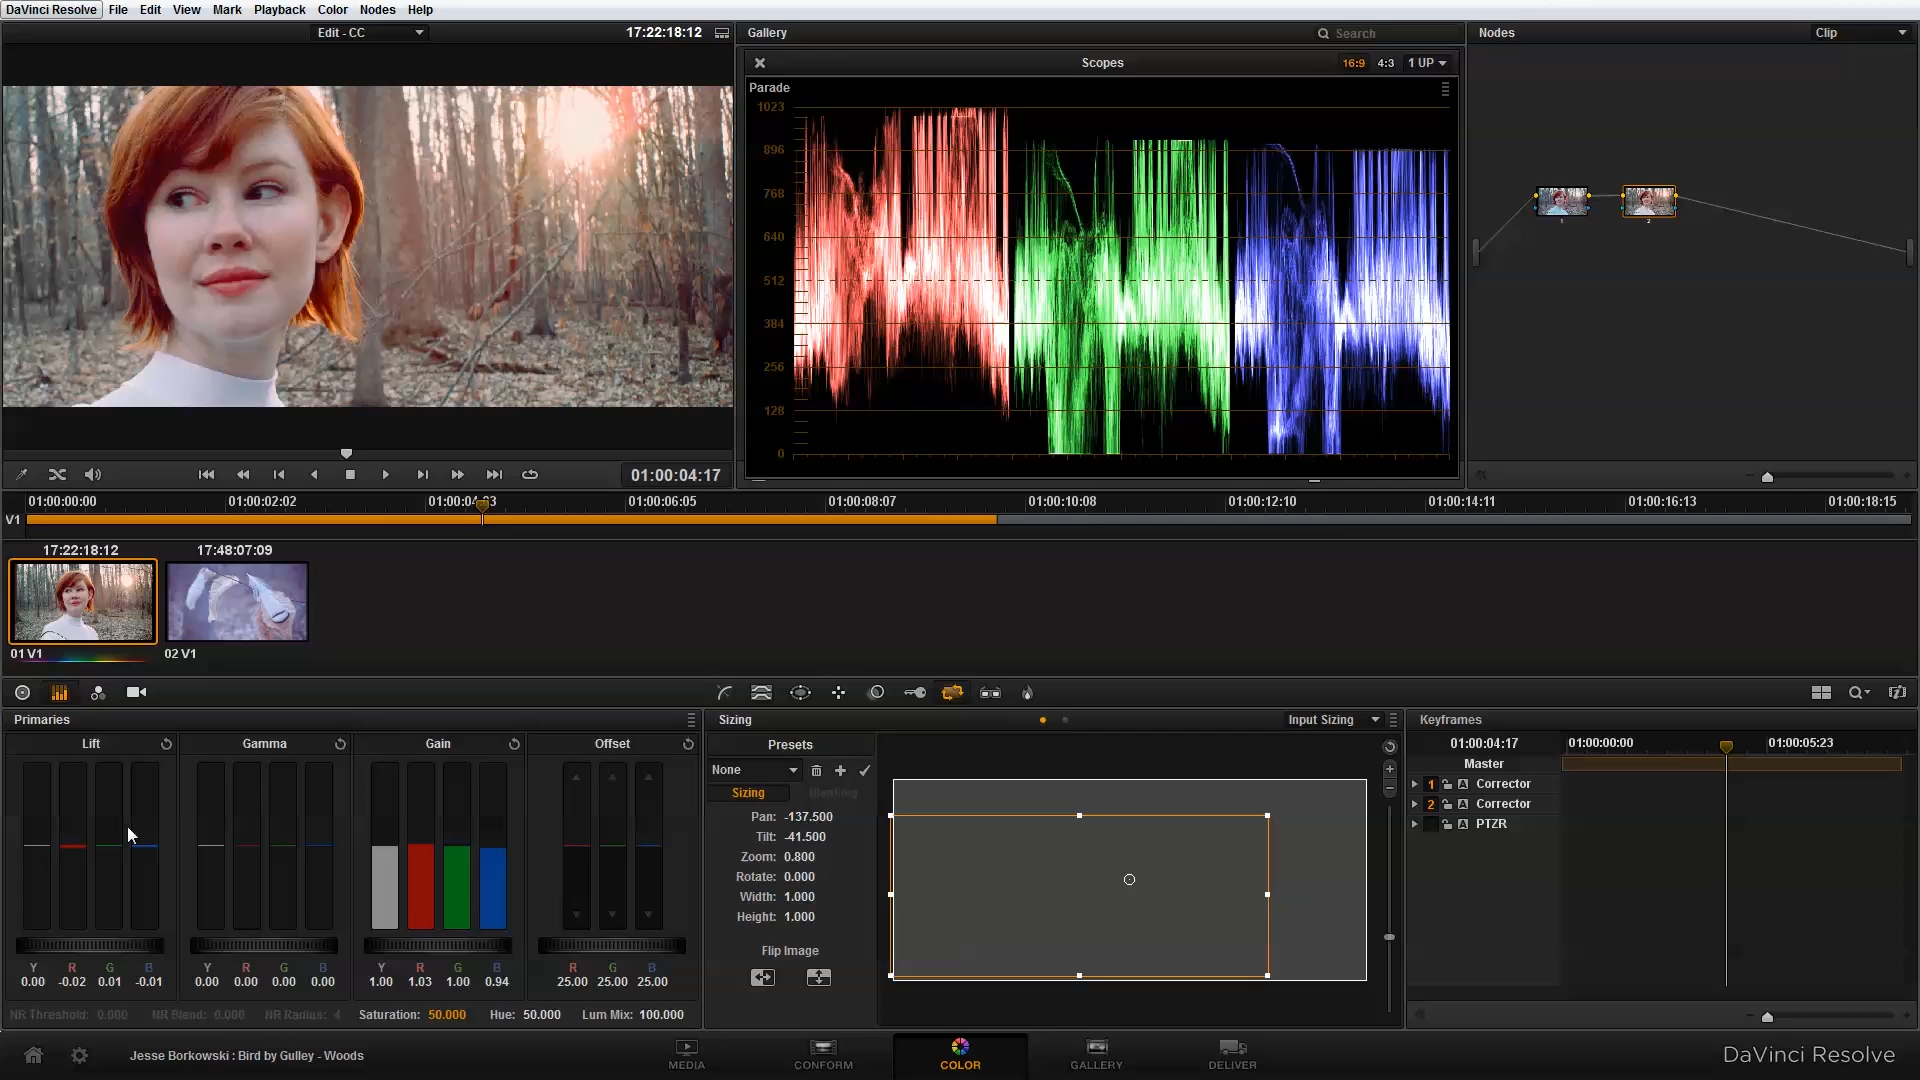 DaVinci Resolve File Edit View Mark Playback Color Nodes Help
Edit - CC 17:22:18:12
Gallery Search
Nodes Clip
Scopes 16:9 4:3 1 UP
Parade
1023
896
768
640
512
384
256
128
0
1
2
01:00:04:17
01:00:00:00 01:00:02:02 01:00:04:03 01:00:06:05 01:00:08:07 01:00:10:08 01:00:12:10 01:00:14:11 01:00:16:13 01:00:18:15
V1
17:22:18:12 17:48:07:09
01 V1 02 V1
Primaries
Lift Gamma Gain Offset
Y R G B Y R G B Y R G B R G B
0.00 -0.02 0.01 -0.01 0.00 0.00 0.00 0.00 1.00 1.03 1.00 0.94 25.00 25.00 25.00
NR Threshold: 0.000 NR Blend: 0.000 NR Radius: 4 Saturation: 50.000 Hue: 50.000 Lum Mix: 100.000
Sizing Input Sizing
Presets
None
Sizing Blanking
Pan: -137.500
Tilt: -41.500
Zoom: 0.800
Rotate: 0.000
Width: 1.000
Height: 1.000
Flip Image
Keyframes
01:00:04:17 01:00:00:00 01:00:05:23
Master
1 A Corrector
2 A Corrector
A PTZR
Jesse Borkowski : Bird by Gulley - Woods
MEDIA CONFORM COLOR GALLERY DELIVER
DaVinci Resolve